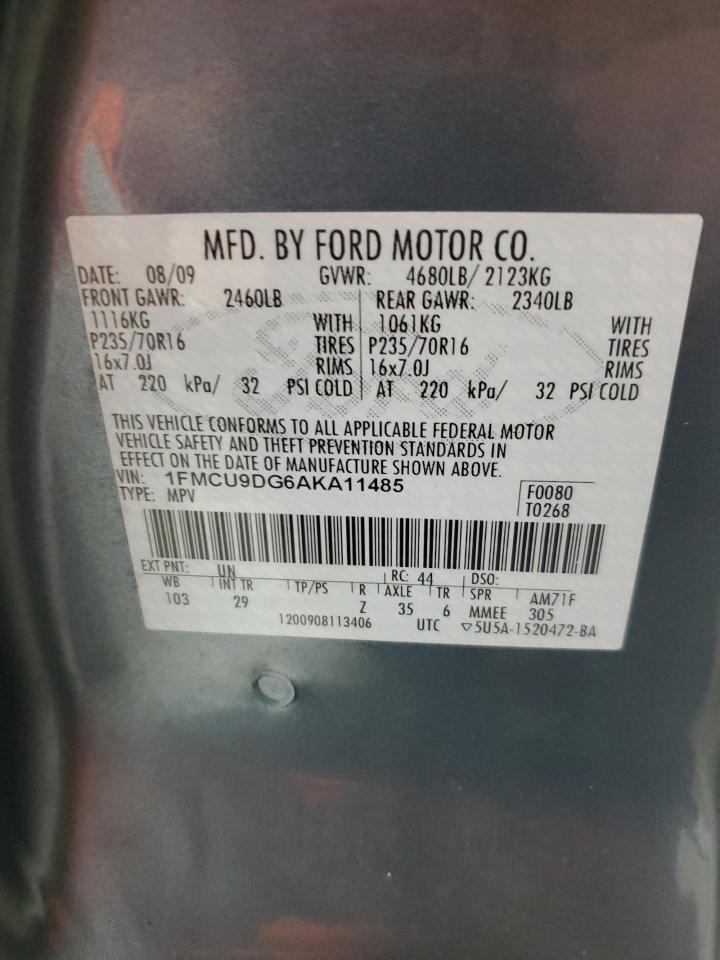 MFD. BY FORD MOTOR CO.
DATE: 08/09 GVWR: 4680LB/ 2123KG
FRONT GAWR: 2460LB REAR GAWR: 2340LB
1116KG WITH 1061KG WITH
P235/70R16 TIRES P235/70R16 TIRES
16x7.0J RIMS 16x7.0J RIMS
AT 220 kPa/ 32 PSI COLD AT 220 kPa/ 32 PSI COLD
THIS VEHICLE CONFORMS TO ALL APPLICABLE FEDERAL MOTOR
VEHICLE SAFETY AND THEFT PREVENTION STANDARDS IN
EFFECT ON THE DATE OF MANUFACTURE SHOWN ABOVE.
VIN: 1FMCU9DG6AKA11485 F0080
TYPE: MPV T0268
EXT PNT: UN RC: 44 DSO:
WB INT TR TP/PS R AXLE TR SPR AM71F
103 29 Z 35 6 MMEE 305
1200908113406 UTC ▽5U5A-1520472-BA